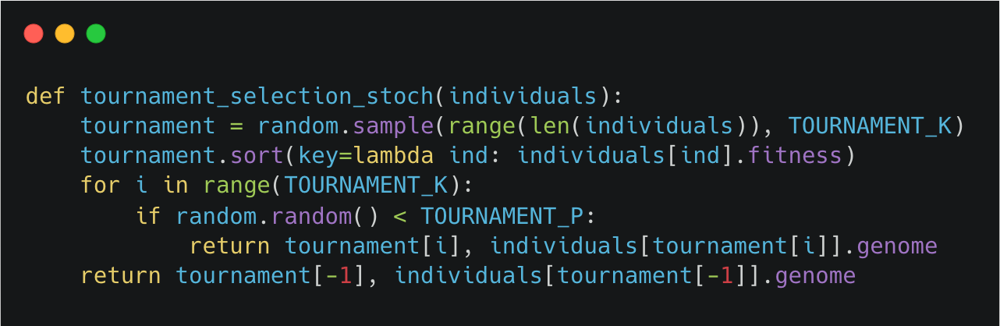 def tournament_selection_stoch(individuals):
    tournament = random.sample(range(len(individuals)), TOURNAMENT_K)
    tournament.sort(key=lambda ind: individuals[ind].fitness)
    for i in range(TOURNAMENT_K):
        if random.random() < TOURNAMENT_P:
            return tournament[i], individuals[tournament[i]].genome
    return tournament[-1], individuals[tournament[-1]].genome